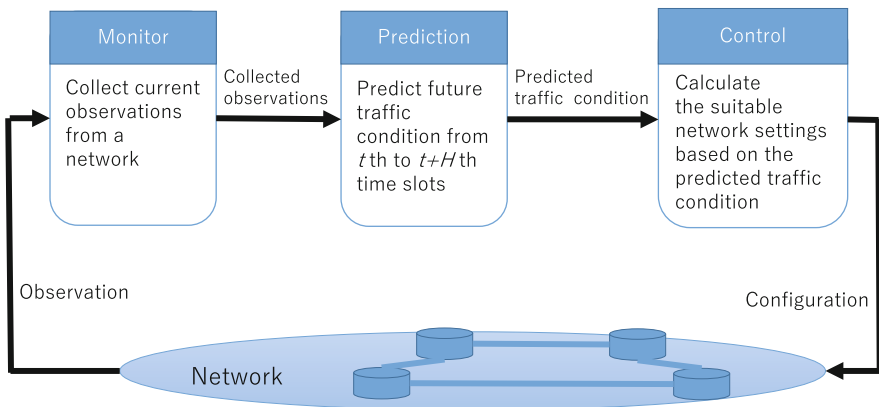 Monitor
Collect current
observations
from a
network
Collected
observations
Prediction
Predict future
traffic
condition from
t th to t+H th
time slots
Predicted
traffic condition
Control
Calculate
the suitable
network settings
based on the
predicted traffic
condition
Observation
Configuration
Network